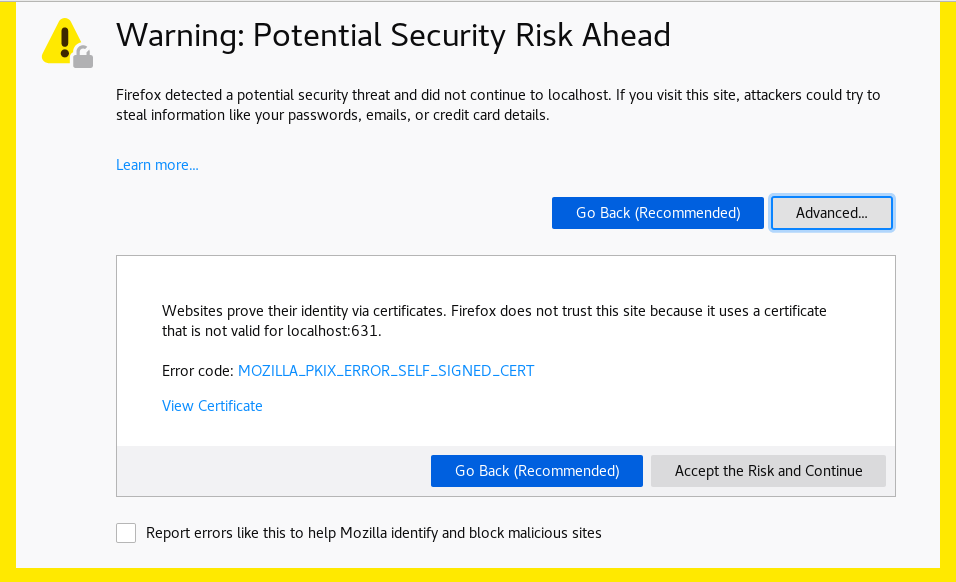 Warning: Potential Security Risk Ahead
Firefox detected a potential security threat and did not continue to localhost. If you visit this site, attackers could try to
steal information like your passwords, emails, or credit card details.
Learn more...
Go Back (Recommended)
Advanced...
Websites prove their identity via certificates. Firefox does not trust this site because it uses a certificate
that is not valid for localhost:631.
Error code: MOZILLA_PKIX_ERROR_SELF_SIGNED_CERT
View Certificate
Go Back (Recommended)
Accept the Risk and Continue
Report errors like this to help Mozilla identify and block malicious sites